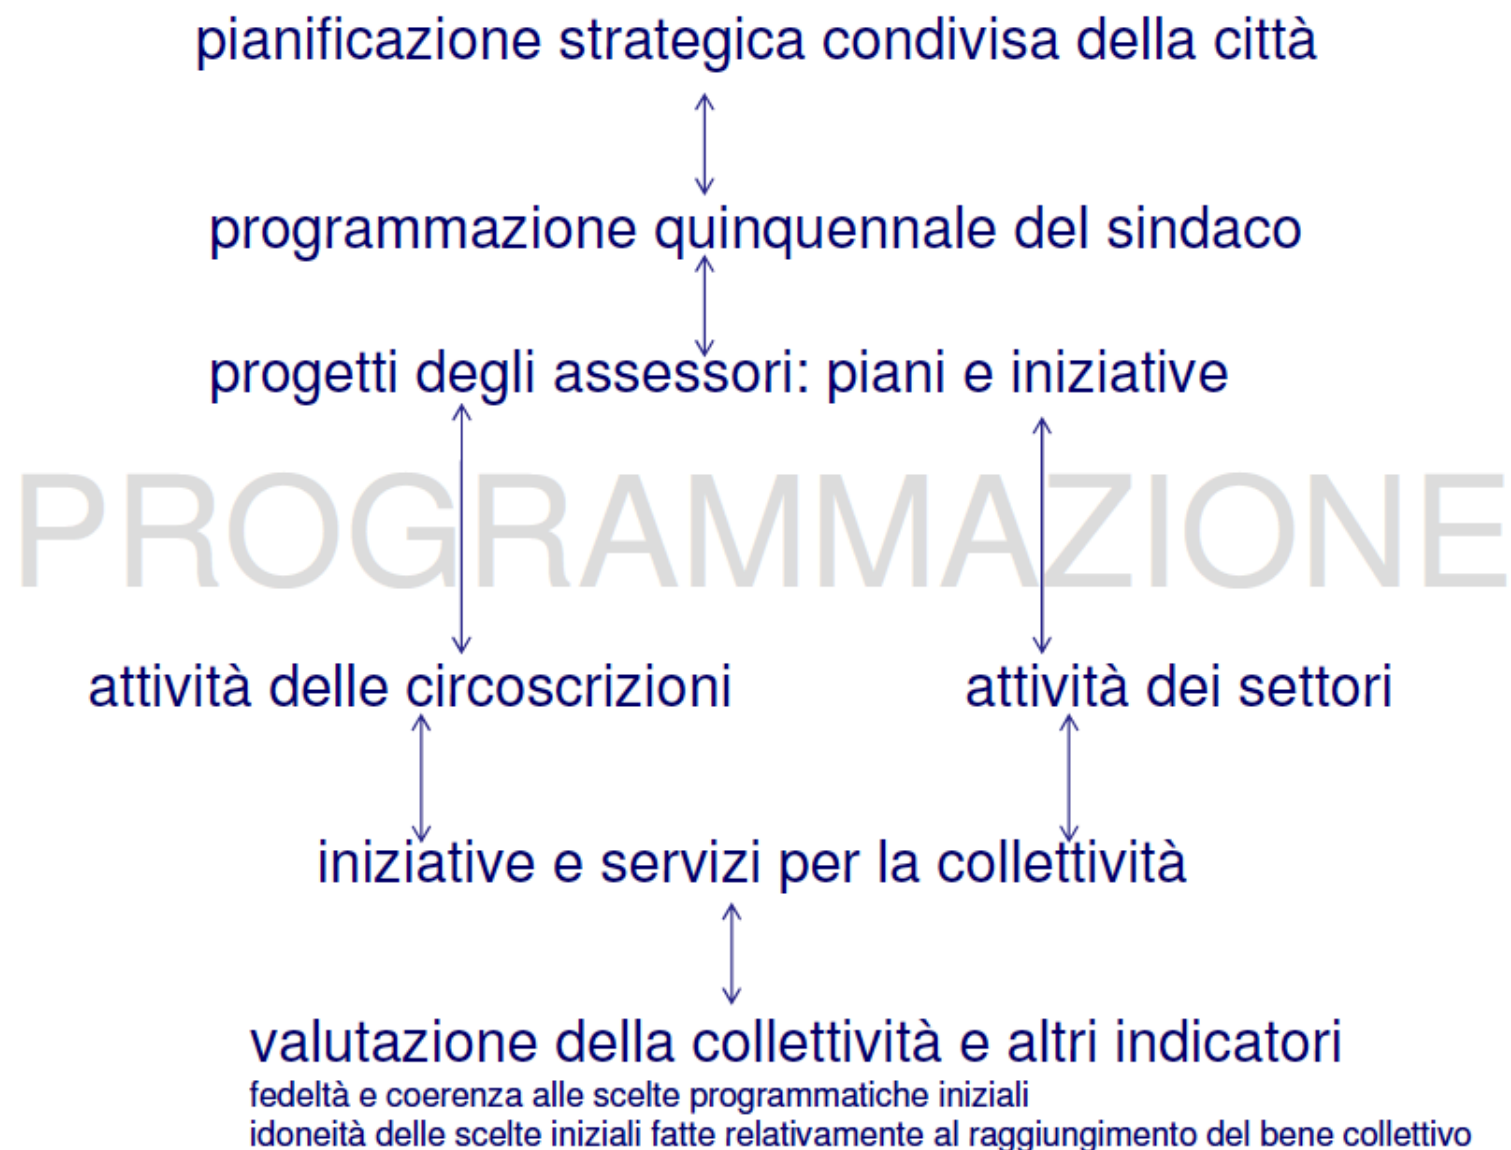 pianificazione strategica condivisa della città
programmazione quinquennale del sindaco
progetti degli assessori: piani e iniziative
PROGRAMMAZIONE
attività delle circoscrizioni
attività dei settori
iniziative e servizi per la collettività
valutazione della collettività e altri indicatori
fedeltà e coerenza alle scelte programmatiche iniziali
idoneità delle scelte iniziali fatte relativamente al raggiungimento del bene collettivo